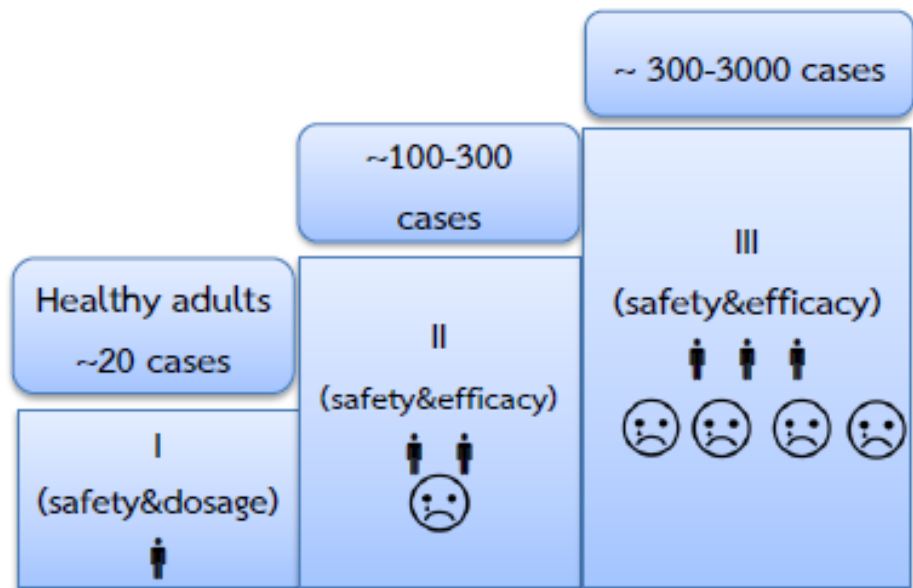 Healthy adults
~20 cases
I
(safety&dosage)
~100-300
cases
II
(safety&efficacy)
~ 300-3000 cases
III
(safety&efficacy)